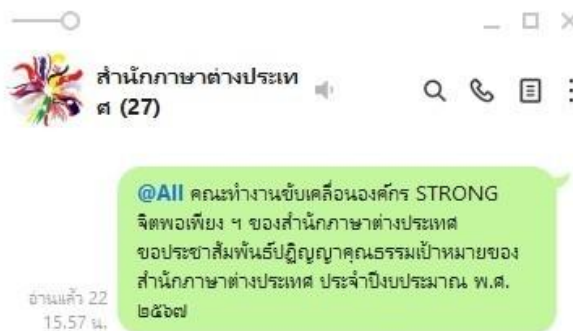 สำนักภาษาต่างประเท
ศ (27)
@All คณะทำงานขับเคลื่อนองค์กร STRONG
จิตพอเพียง ฯ ของสำนักภาษาต่างประเทศ
ขอประชาสัมพันธ์ปฏิญญาคุณธรรมเป้าหมายของ
สำนักภาษาต่างประเทศ ประจำปีงบประมาณ พ.ศ.
๒๕๖๗
อ่านแล้ว 22
15.57 น.